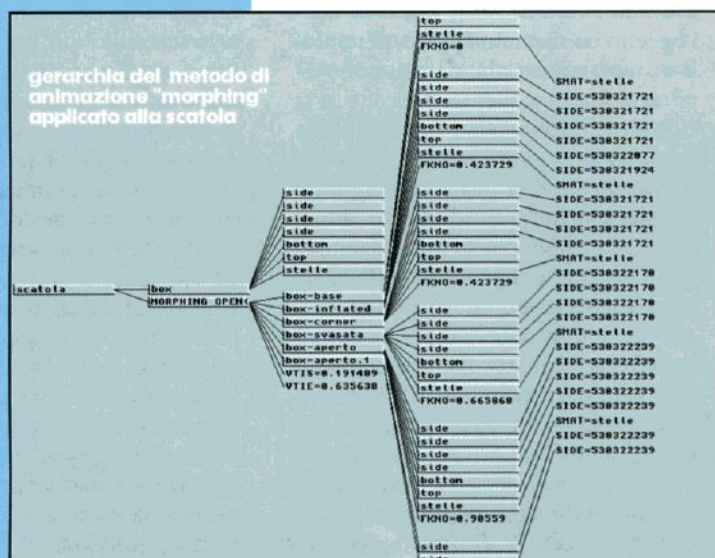 gerarchia del metodo di
animazione "morphing"
applicato alla scatola
scatola
box
MORPHING OPEN<
side
side
side
side
bottom
top
stelle
box-base
box-inflated
box-corner
box-svasata
box-aperto
box-aperto.1
VTIS=0.191489
VTIE=0.635638
top
stelle
FKNO=0
side
side
side
side
bottom
top
stelle
FKNO=0.423729
side
side
side
side
bottom
top
stelle
FKNO=0.423729
side
side
side
side
bottom
top
stelle
FKNO=0.665868
side
side
side
side
bottom
top
stelle
FKNO=0.98559
side
SMAT=stelle
SIDE=530321721
SIDE=530321721
SIDE=530321721
SIDE=530321721
SIDE=530322077
SIDE=530321924
SMAT=stelle
SIDE=530321721
SIDE=530321721
SIDE=530321721
SIDE=530321721
SMAT=stelle
SIDE=530322170
SIDE=530322170
SIDE=530322170
SIDE=530322170
SMAT=stelle
SIDE=530322239
SIDE=530322239
SIDE=530322239
SIDE=530322239
SIDE=530322239
SMAT=stelle
SIDE=530322239